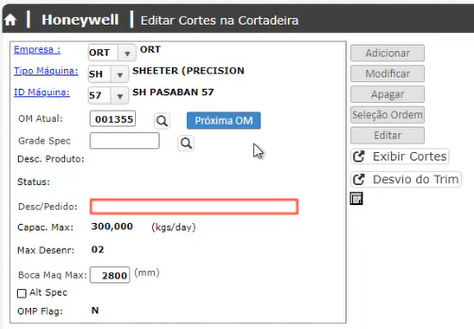 Honeywell | Editar Cortes na Cortadeira
Empresa : ORT ORT
Tipo Máquina: SH SHEETER (PRECISION
ID Máquina: 57 SH PASABAN 57
OM Atual: 001355 Próxima OM
Grade Spec
Desc. Produto:
Status:
Desc/Pedido:
Capac. Max: 300,000 (kgs/day)
Max Desenr: 02
Boca Maq Max: 2800 (mm)
Alt Spec
OMP Flag: N
Adicionar
Modificar
Apagar
Seleção Ordem
Editar
Exibir Cortes
Desvio do Trim